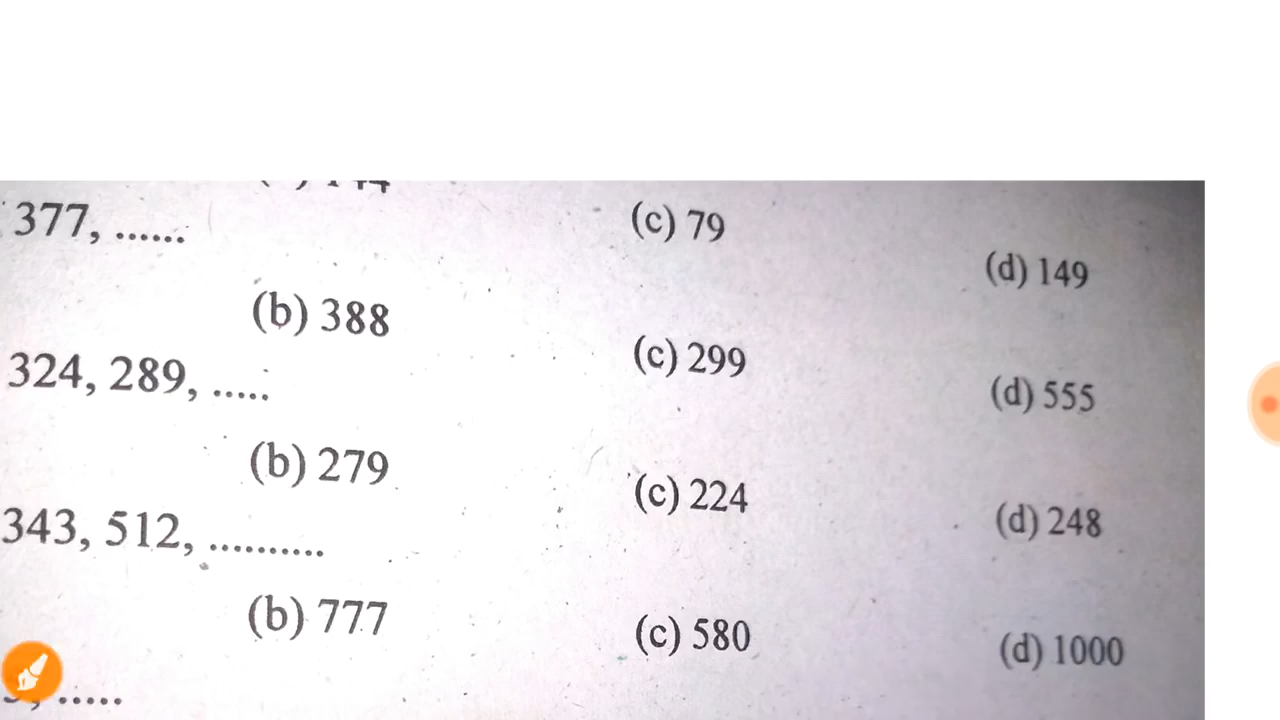 377, ...... (c) 79 (d) 149
(b) 388 (c) 299 (d) 555
324, 289, .....
(b) 279 (c) 224 (d) 248
343, 512, ..........
(b) 777 (c) 580 (d) 1000
.....